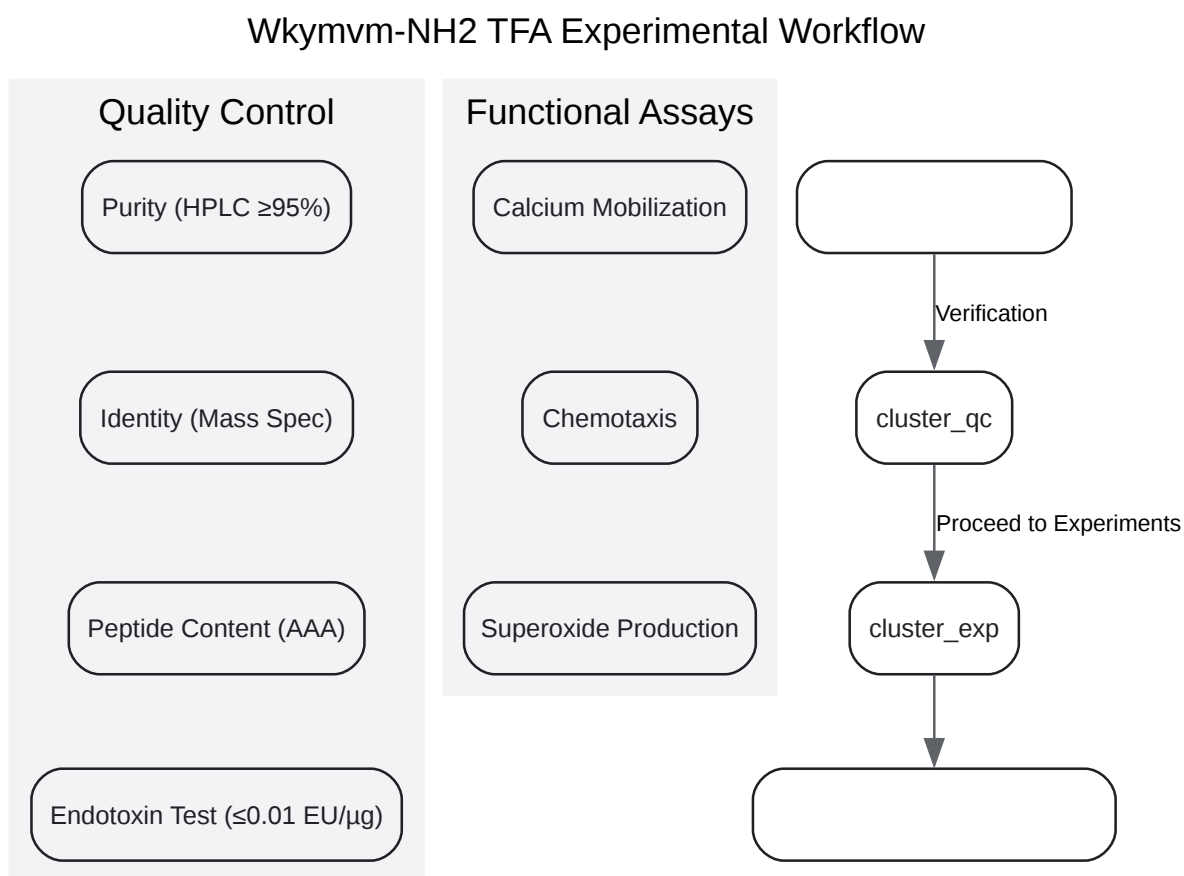 Wkymvm-NH2 TFA Experimental Workflow
Quality Control
Purity (HPLC ≥95%)
Identity (Mass Spec)
Peptide Content (AAA)
Endotoxin Test (≤0.01 EU/µg)
Functional Assays
Calcium Mobilization
Chemotaxis
Superoxide Production
Verification
cluster_qc
Proceed to Experiments
cluster_exp